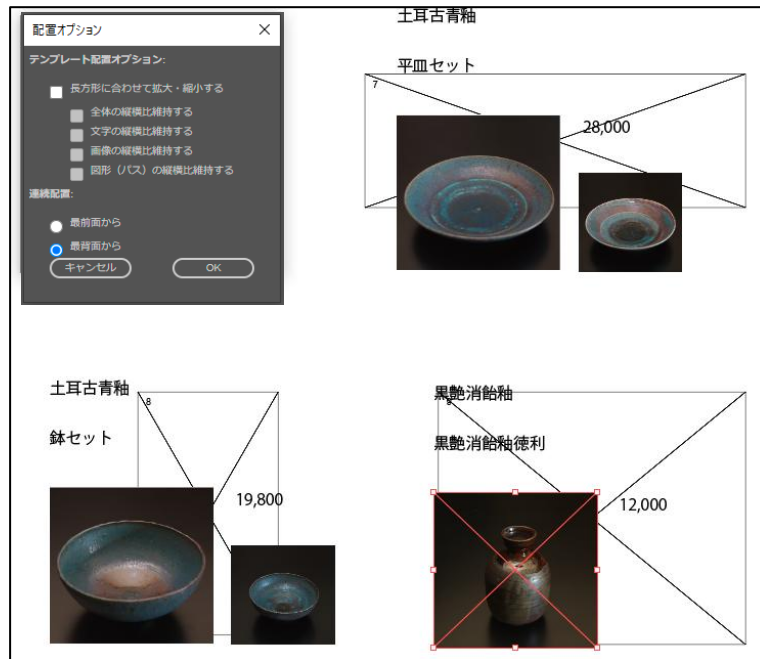 配置オプション
テンプレート配置オプション:
長方形に合わせて拡大・縮小する
全体の縦横比維持する
文字の縦横比維持する
画像の縦横比維持する
図形（パス）の縦横比維持する
連続配置:
最前面から
最背面から
キャンセル
OK
土耳古青釉
平皿セット
7
28,000
土耳古青釉
8
鉢セット
19,800
黒艶消飴釉
9
黒艶消飴釉徳利
12,000